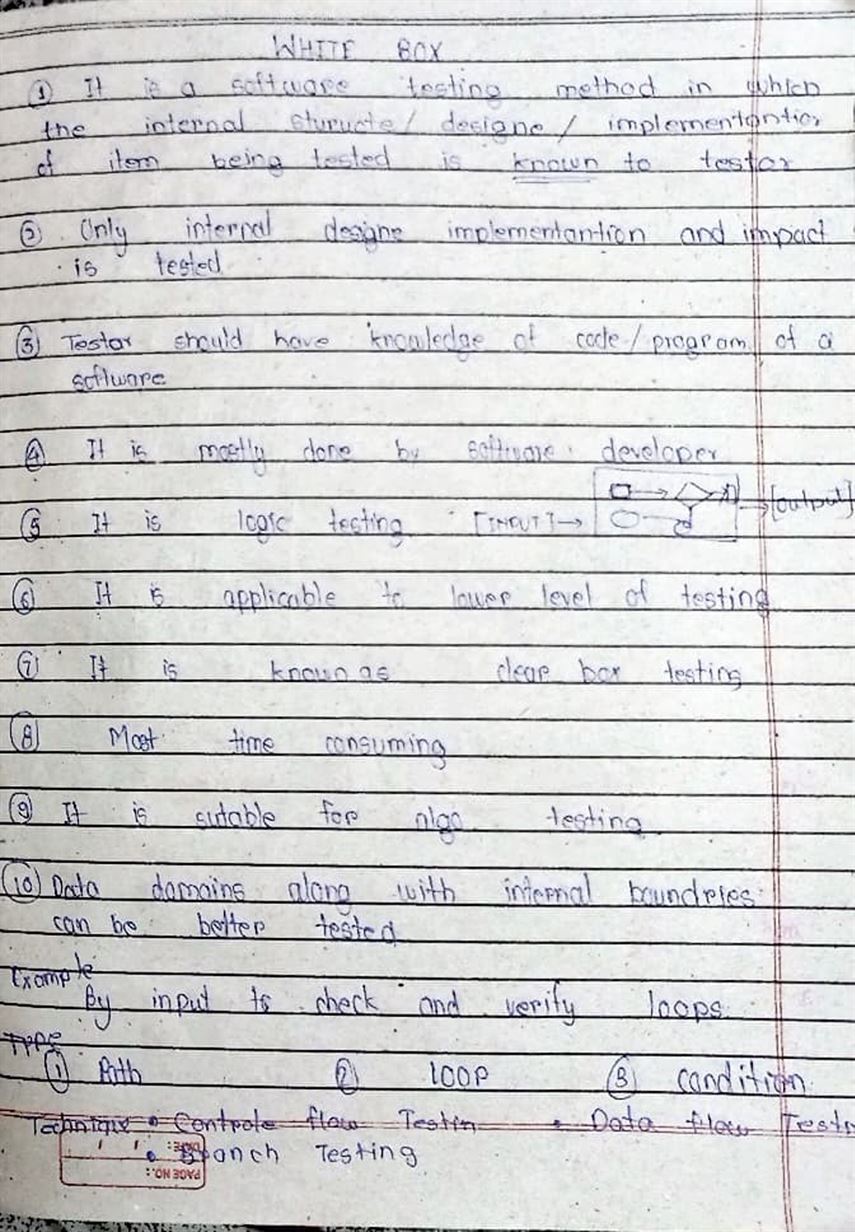 WHITE BOX
① It is a software testing method in which
the internal sturucte/ designe / implementantion
of item being tested is known to testor
② Only internal designe implementantion and impact
is tested.
③ Testor should have knowledge of code/program of a
software
④ It is mostly done by software developer
⑤ It is logic testing [INPUT]→ →[output]
⑥ It is applicable to lower level of testing
⑦ It is known as clear box testing
⑧ Most time consuming
⑨ It is sutable for algo testing
⑩ Data domains along with internal boundries
can be better tested
Example
By input to check and verify loops.
TYPE
① Path ② LOOP ③ condition
Technique • Controle flow Testin • Data flow Testn
• Branch Testing
DATE:
PAGE NO.: